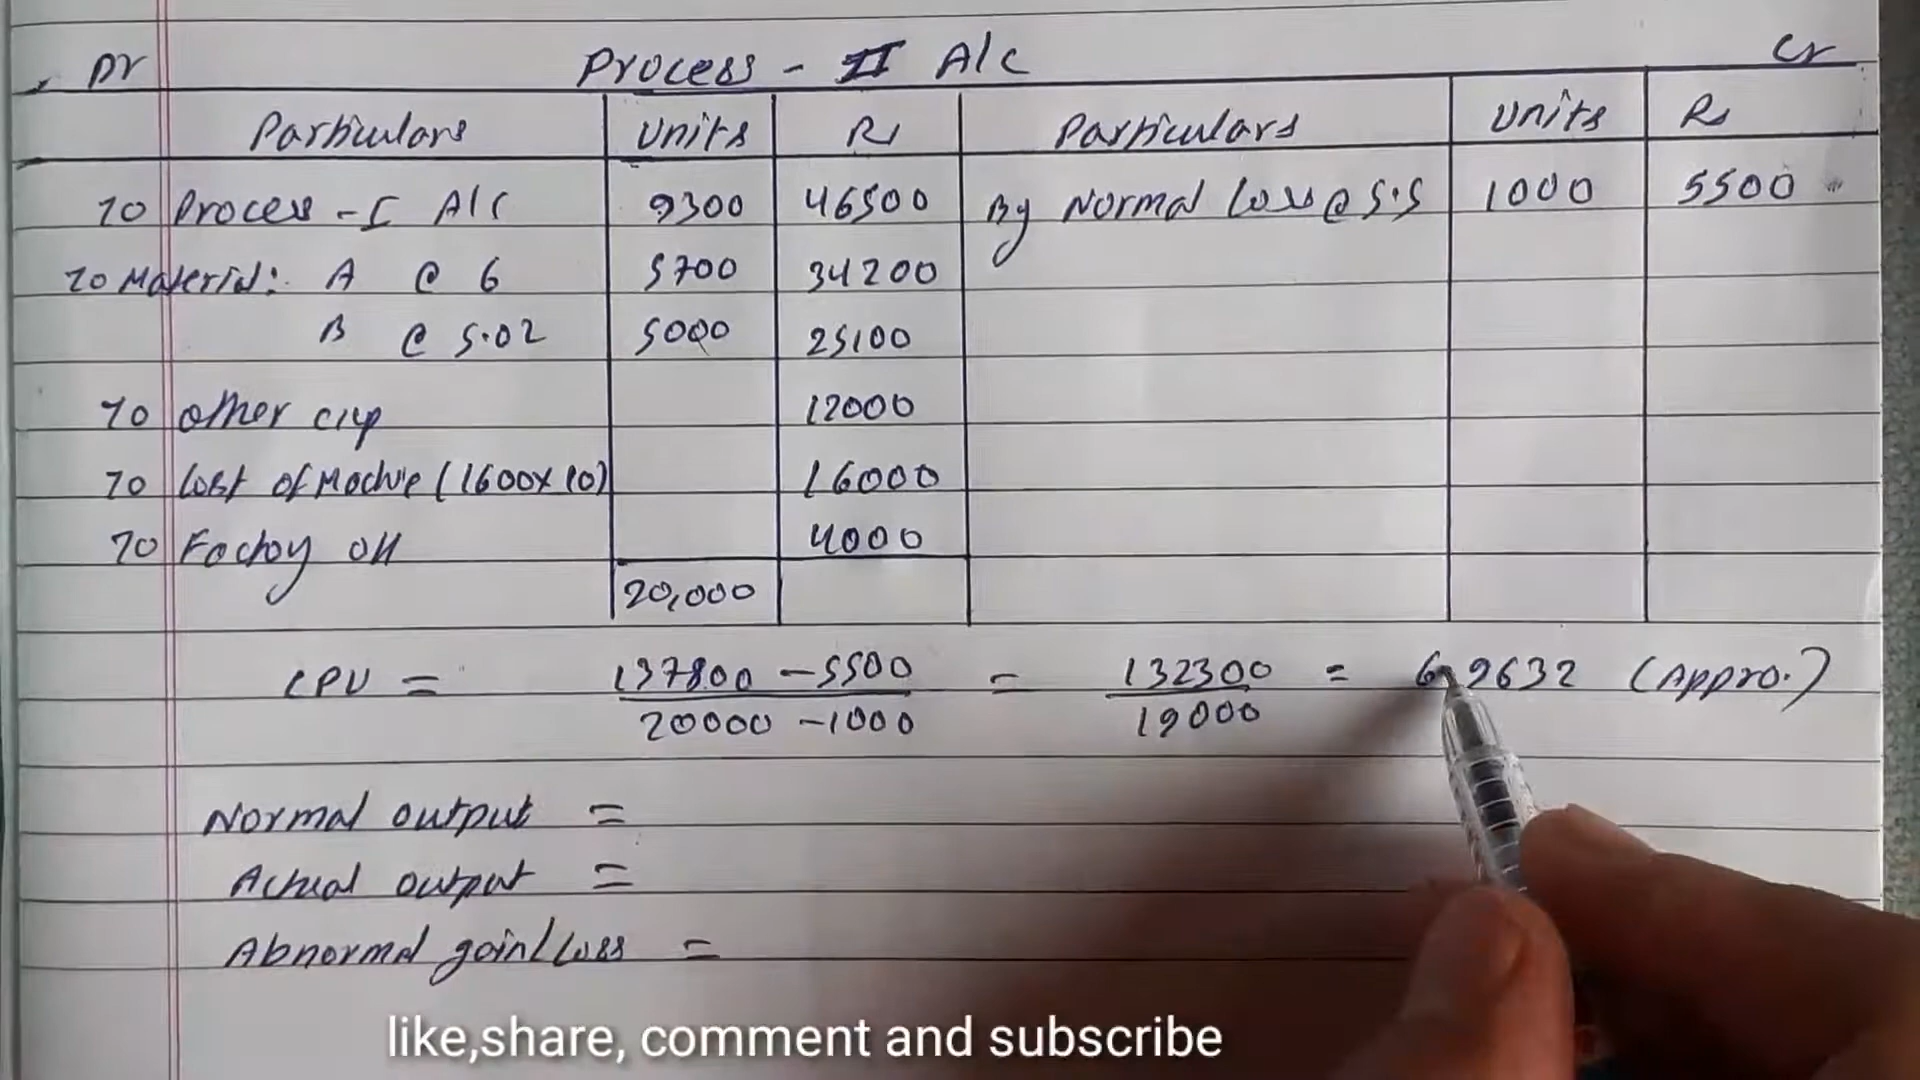 Dr Process - II A/c Cr
Particulars Units Rs Particulars Units Rs
To Process - I A/c 9300 46500 By Normal Loss @ 5.5 1000 5500
To Material: A @ 6 5700 34200
B @ 5.02 5000 25100
To other exp 12000
To Cost of Machine (1600x10) 16000
To Factory OH 4000
20,000
CPU = 137800 - 5500 = 132300 = 6.9632 (Appro.)
20000 - 1000 19000
Normal output =
Actual output =
Abnormal gain/Loss =
like,share, comment and subscribe